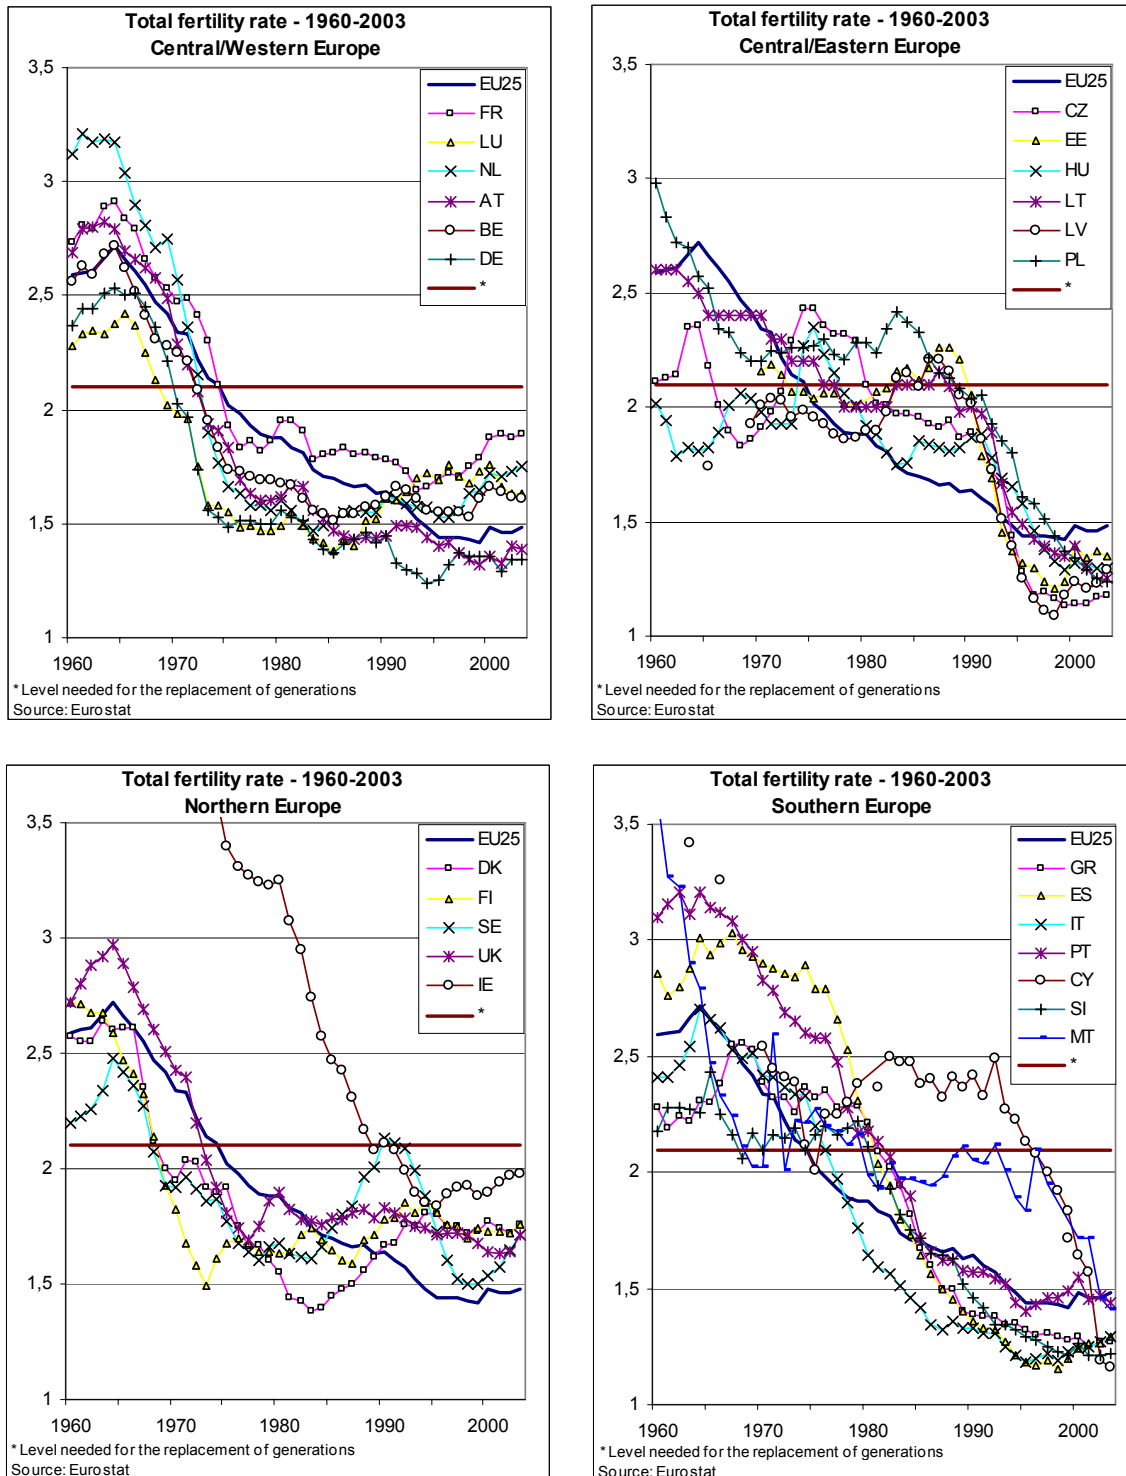 Total fertility rate - 1960-2003
Central/Western Europe
3,5
3
2,5
2
1,5
1
1960
1970
1980
1990
2000
EU25
FR
LU
NL
AT
BE
DE
*
* Level needed for the replacement of generations
Source: Eurostat
Total fertility rate - 1960-2003
Central/Eastern Europe
3,5
3
2,5
2
1,5
1
1960
1970
1980
1990
2000
EU25
CZ
EE
HU
LT
LV
PL
*
* Level needed for the replacement of generations
Source: Eurostat
Total fertility rate - 1960-2003
Northern Europe
3,5
3
2,5
2
1,5
1
1960
1970
1980
1990
2000
EU25
DK
FI
SE
UK
IE
*
* Level needed for the replacement of generations
Source: Eurostat
Total fertility rate - 1960-2003
Southern Europe
3,5
3
2,5
2
1,5
1
1960
1970
1980
1990
2000
EU25
GR
ES
IT
PT
CY
SI
MT
*
* Level needed for the replacement of generations
Source: Eurostat